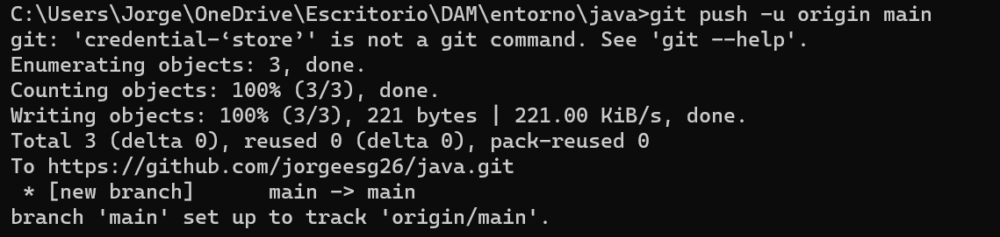 C:\Users\Jorge\OneDrive\Escritorio\DAM\entorno\java>git push -u origin main
git: 'credential-‘store’' is not a git command. See 'git --help'.
Enumerating objects: 3, done.
Counting objects: 100% (3/3), done.
Writing objects: 100% (3/3), 221 bytes | 221.00 KiB/s, done.
Total 3 (delta 0), reused 0 (delta 0), pack-reused 0
To https://github.com/jorgeesg26/java.git
 * [new branch]      main -> main
branch 'main' set up to track 'origin/main'.